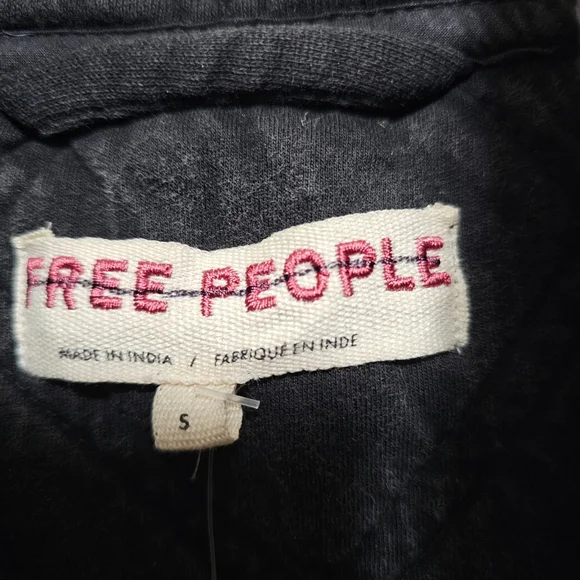 FREE PEOPLE
MADE IN INDIA / FABRIQUÉ EN INDE
S